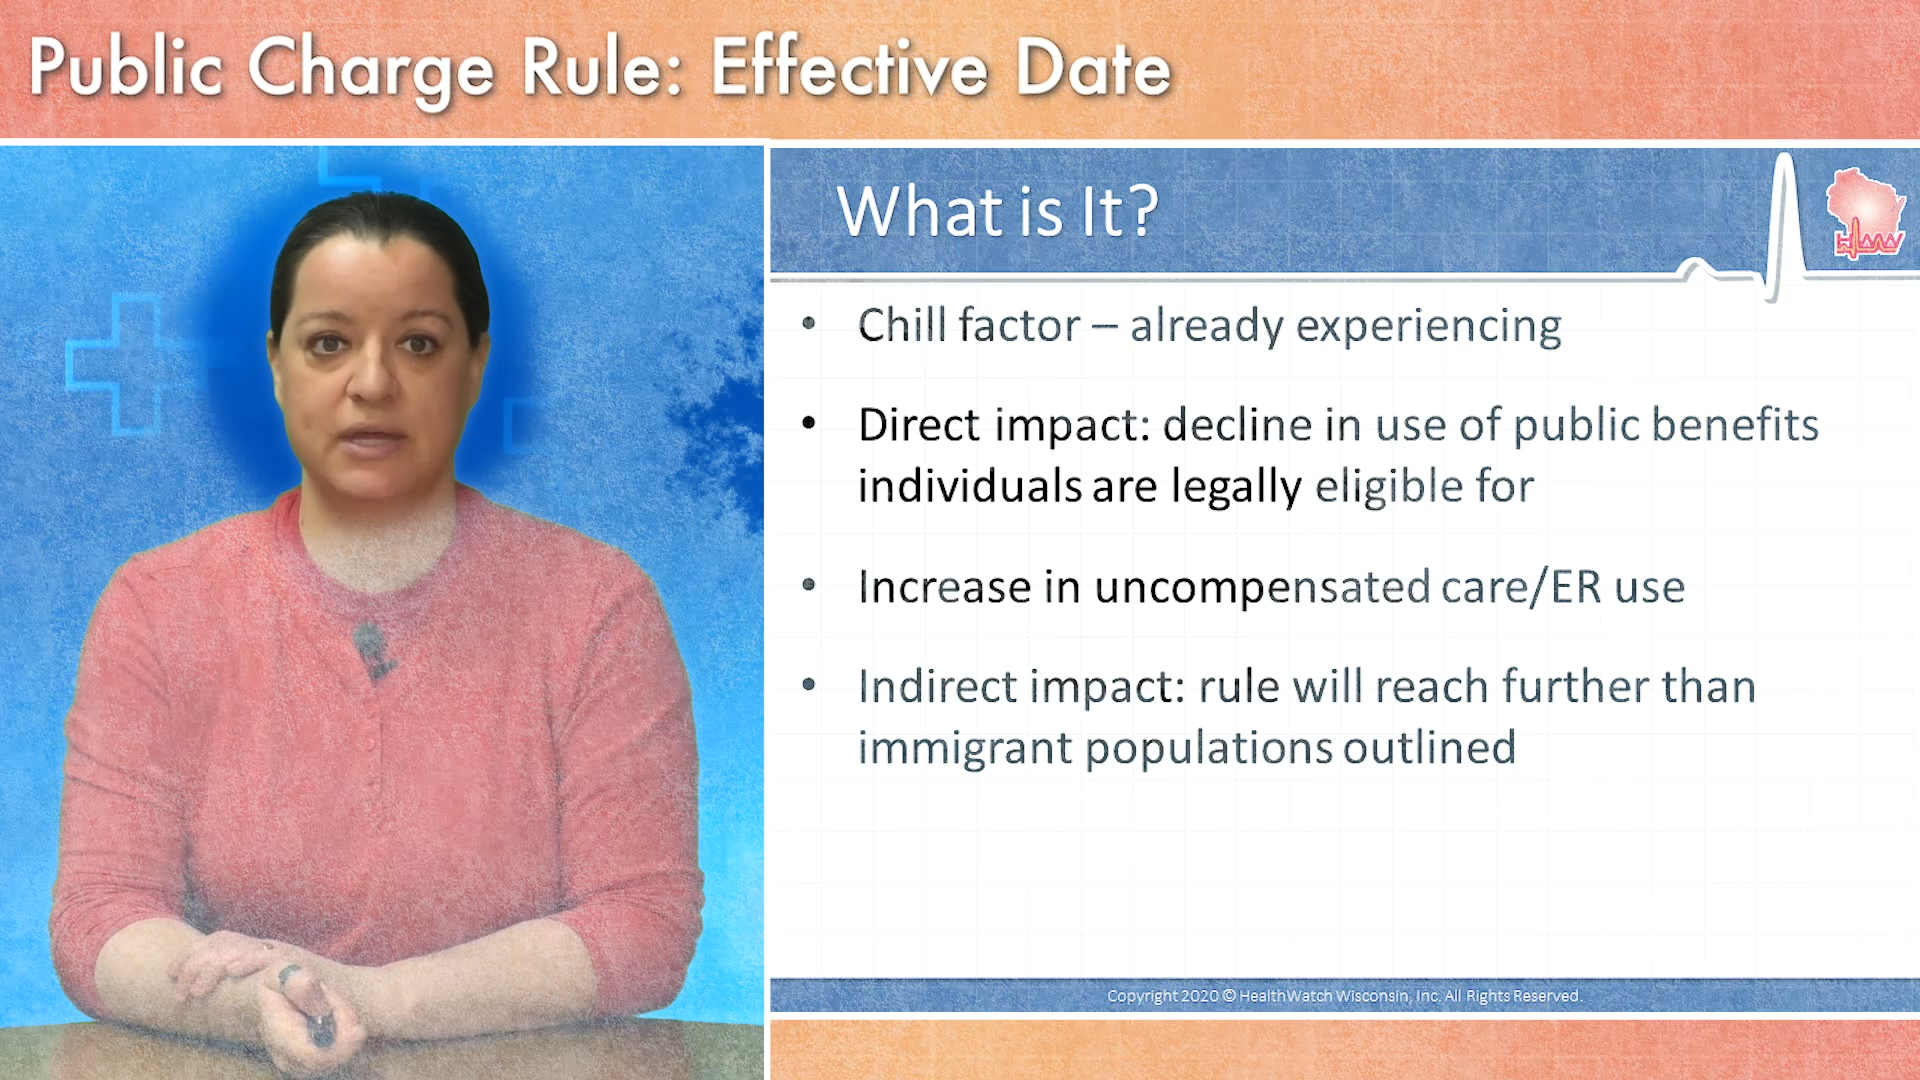 Public Charge Rule: Effective Date
What is It?
• Chill factor – already experiencing
• Direct impact: decline in use of public benefits
individuals are legally eligible for
• Increase in uncompensated care/ER use
• Indirect impact: rule will reach further than
immigrant populations outlined
Copyright 2020 © HealthWatch Wisconsin, Inc. All Rights Reserved.